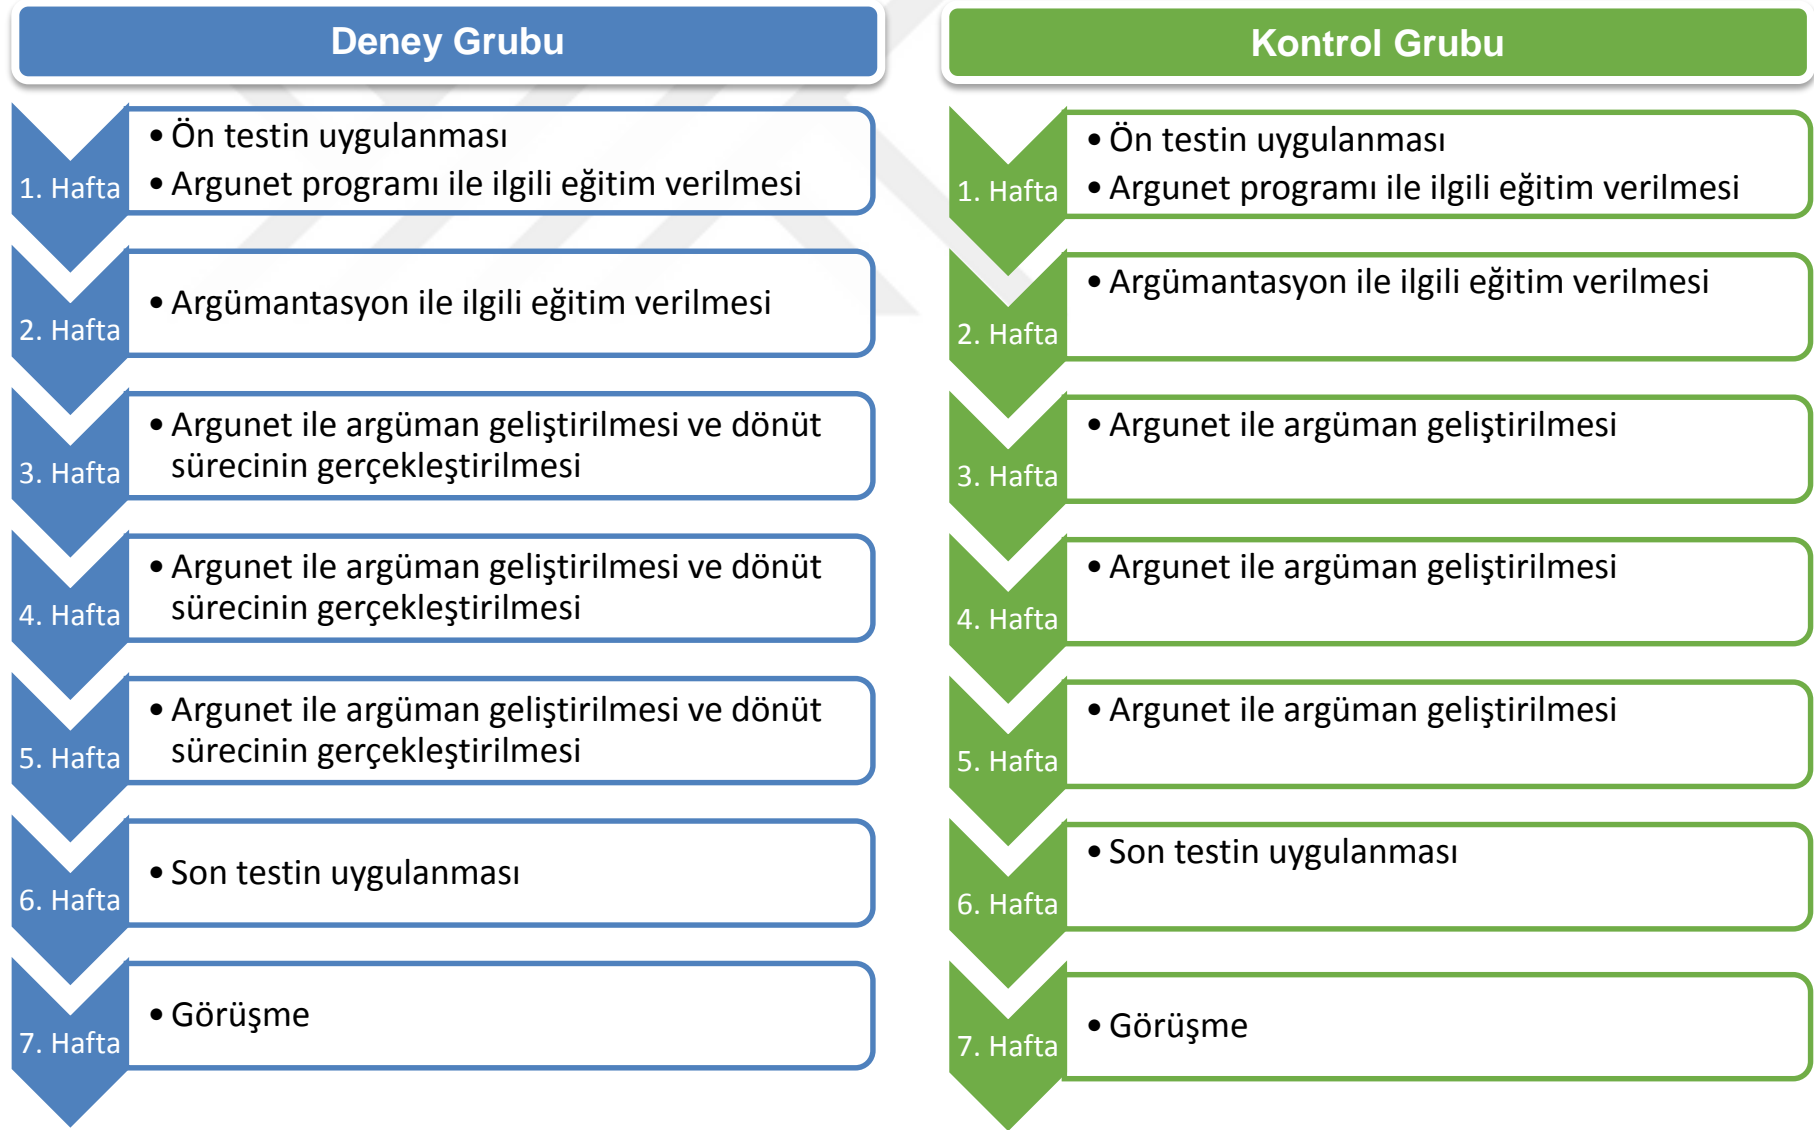 Deney Grubu
1. Hafta
• Ön testin uygulanması
• Argunet programı ile ilgili eğitim verilmesi
2. Hafta
• Argümantasyon ile ilgili eğitim verilmesi
3. Hafta
• Argunet ile argüman geliştirilmesi ve dönüt
sürecinin gerçekleştirilmesi
4. Hafta
• Argunet ile argüman geliştirilmesi ve dönüt
sürecinin gerçekleştirilmesi
5. Hafta
• Argunet ile argüman geliştirilmesi ve dönüt
sürecinin gerçekleştirilmesi
6. Hafta
• Son testin uygulanması
7. Hafta
• Görüşme
Kontrol Grubu
1. Hafta
• Ön testin uygulanması
• Argunet programı ile ilgili eğitim verilmesi
2. Hafta
• Argümantasyon ile ilgili eğitim verilmesi
3. Hafta
• Argunet ile argüman geliştirilmesi
4. Hafta
• Argunet ile argüman geliştirilmesi
5. Hafta
• Argunet ile argüman geliştirilmesi
6. Hafta
• Son testin uygulanması
7. Hafta
• Görüşme